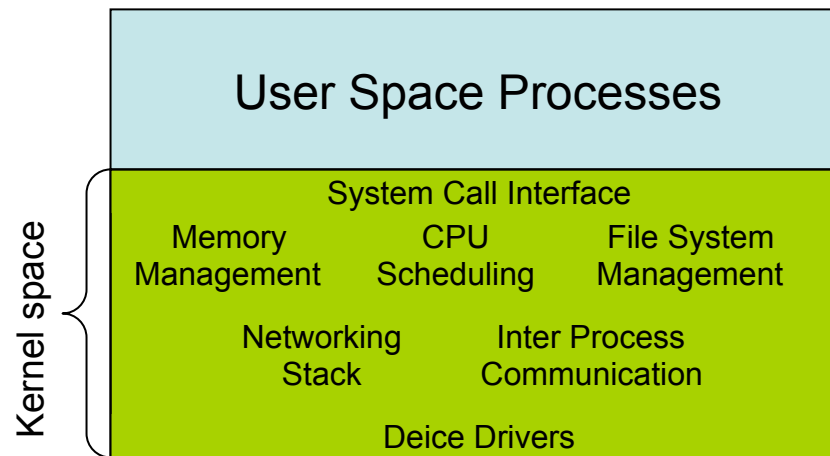 User Space Processes
System Call Interface
Memory
Management
CPU
Scheduling
File System
Management
Networking
Stack
Inter Process
Communication
Deice Drivers
Kernel space